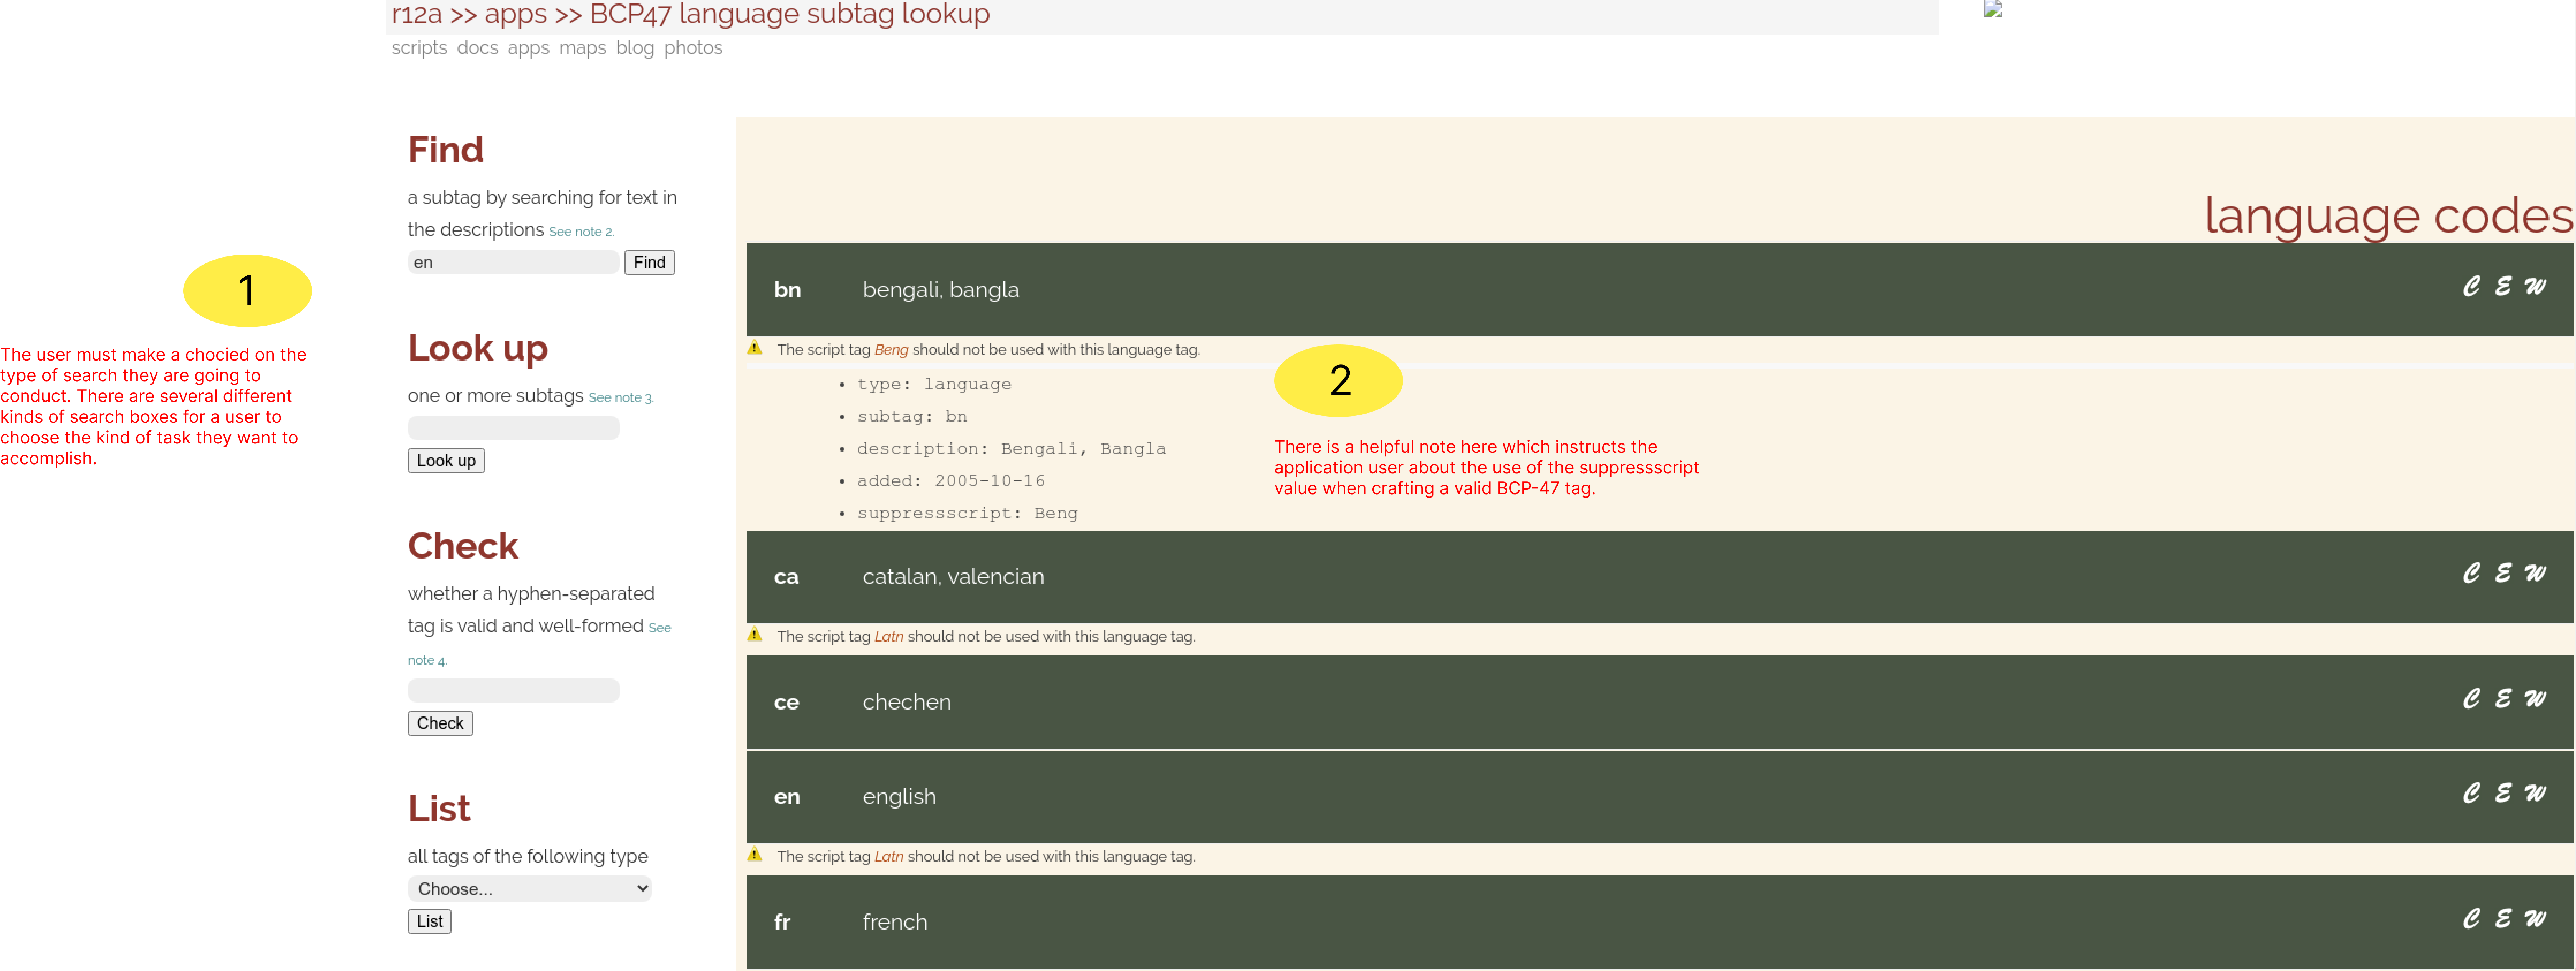 r12a >> apps >> BCP47 language subtag lookup
scripts docs apps maps blog photos
Find
a subtag by searching for text in
the descriptions See note 2.
en Find
1
The user must make a chocied on the
type of search they are going to
conduct. There are several different
kinds of search boxes for a user to
choose the kind of task they want to
accomplish.
Look up
one or more subtags See note 3.
Look up
Check
whether a hyphen-separated
tag is valid and well-formed See
note 4.
Check
List
all tags of the following type
Choose...
List
language codes
bn bengali, bangla C E W
The script tag Beng should not be used with this language tag.
• type: language
• subtag: bn
• description: Bengali, Bangla
• added: 2005-10-16
• suppressscript: Beng
2
There is a helpful note here which instructs the
application user about the use of the suppressscript
value when crafting a valid BCP-47 tag.
ca catalan, valencian C E W
The script tag Latn should not be used with this language tag.
ce chechen C E W
en english C E W
The script tag Latn should not be used with this language tag.
fr french C E W